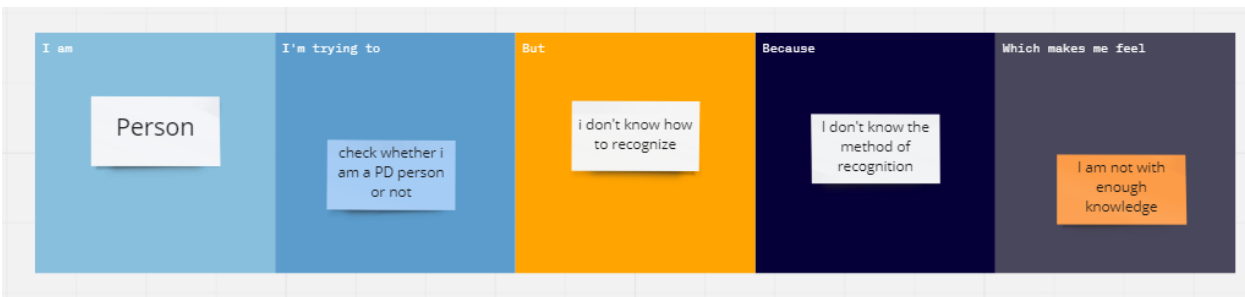 I am
Person
I'm trying to
check whether i
am a PD person
or not
But
i don't know how
to recognize
Because
I don't know the
method of
recognition
Which makes me feel
I am not with
enough
knowledge